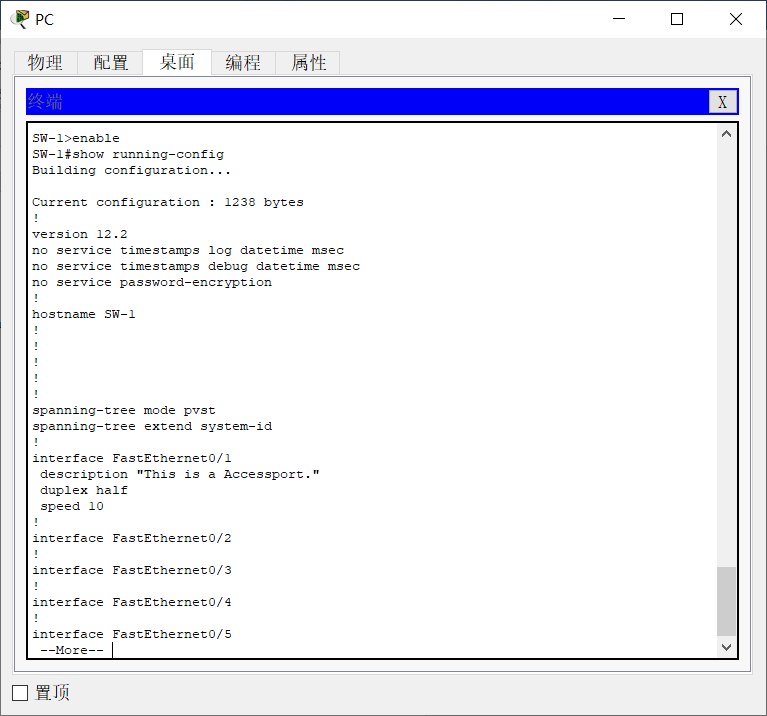 PC
物理 配置 桌面 编程 属性
终端 X
SW-1>enable
SW-1#show running-config
Building configuration...
Current configuration : 1238 bytes
!
version 12.2
no service timestamps log datetime msec
no service timestamps debug datetime msec
no service password-encryption
!
hostname SW-1
!
!
!
!
!
spanning-tree mode pvst
spanning-tree extend system-id
!
interface FastEthernet0/1
description "This is a Accessport."
duplex half
speed 10
!
interface FastEthernet0/2
!
interface FastEthernet0/3
!
interface FastEthernet0/4
!
interface FastEthernet0/5
--More--
置顶